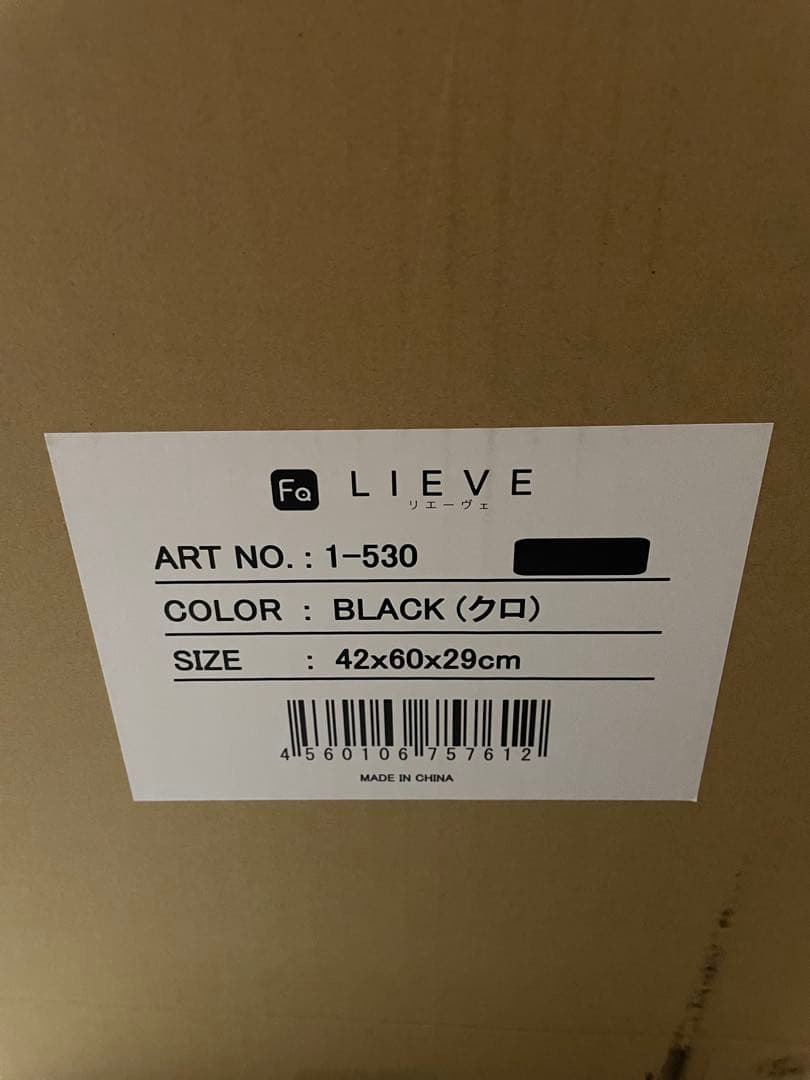 Fa LIEVE
リエーヴェ
ART NO. : 1-530
COLOR : BLACK (クロ)
SIZE : 42x60x29cm
4560106757612
MADE IN CHINA